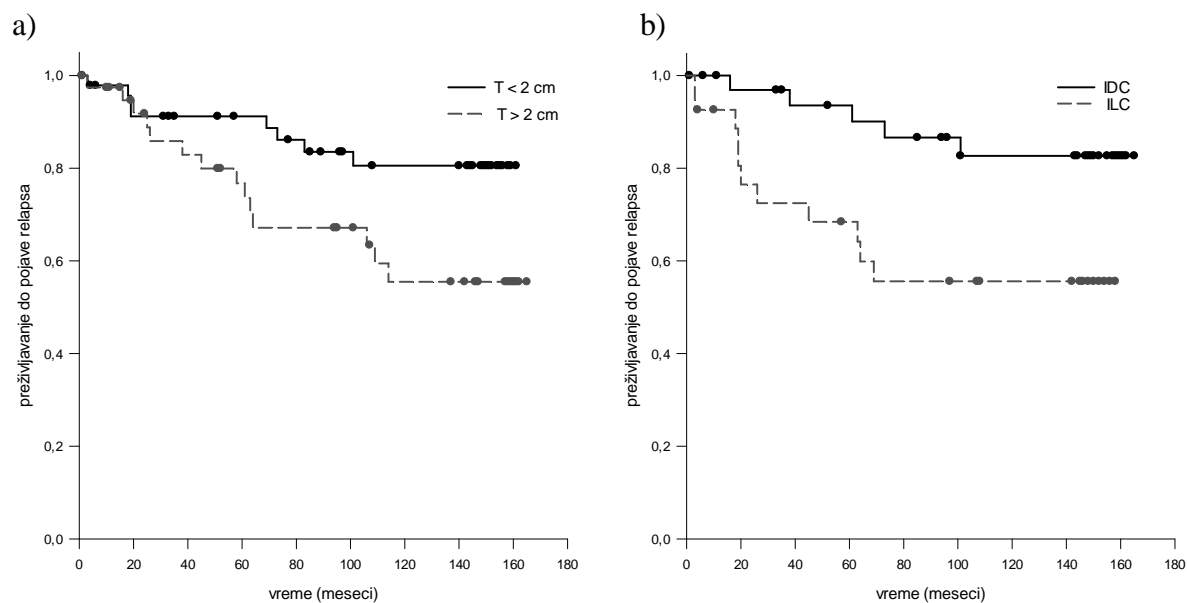 a)
preživljavanje do pojave relapsa
1,0
0,8
0,6
0,4
0,2
0,0
T < 2 cm
T > 2 cm
0 20 40 60 80 100 120 140 160 180
vreme (meseci)
b)
preživljavanje do pojave relapsa
1,0
0,8
0,6
0,4
0,2
0,0
IDC
ILC
0 20 40 60 80 100 120 140 160 180
vreme (meseci)